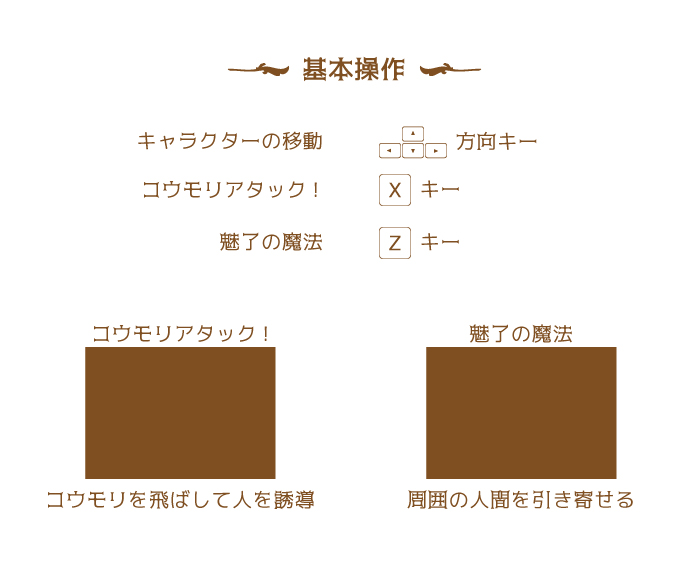 基本操作
キャラクターの移動 方向キー
コウモリアタック！ X キー
魅了の魔法 Z キー
コウモリアタック！ 魅了の魔法
コウモリを飛ばして人を誘導 周囲の人間を引き寄せる